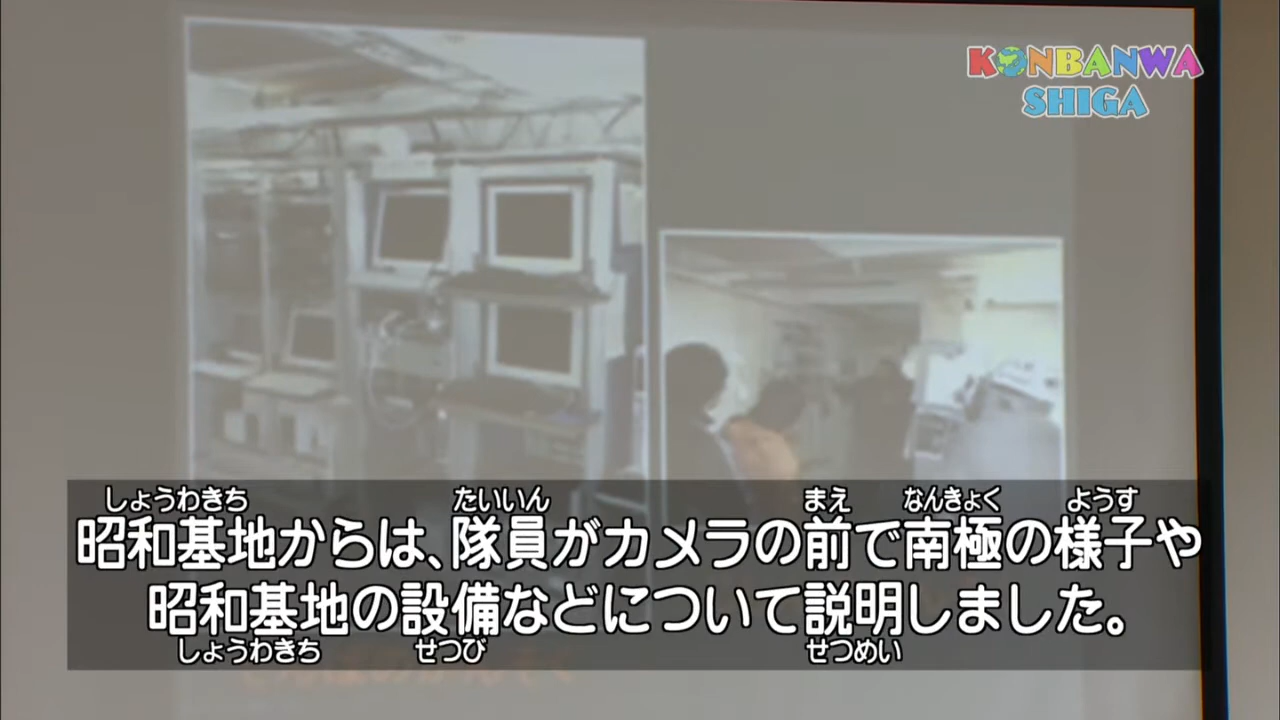 KONBANWA
SHIGA
しょうわきち たいいん まえ なんきょく ようす
昭和基地からは、隊員がカメラの前で南極の様子や
昭和基地の設備などについて説明しました。
しょうわきち せつび せつめい